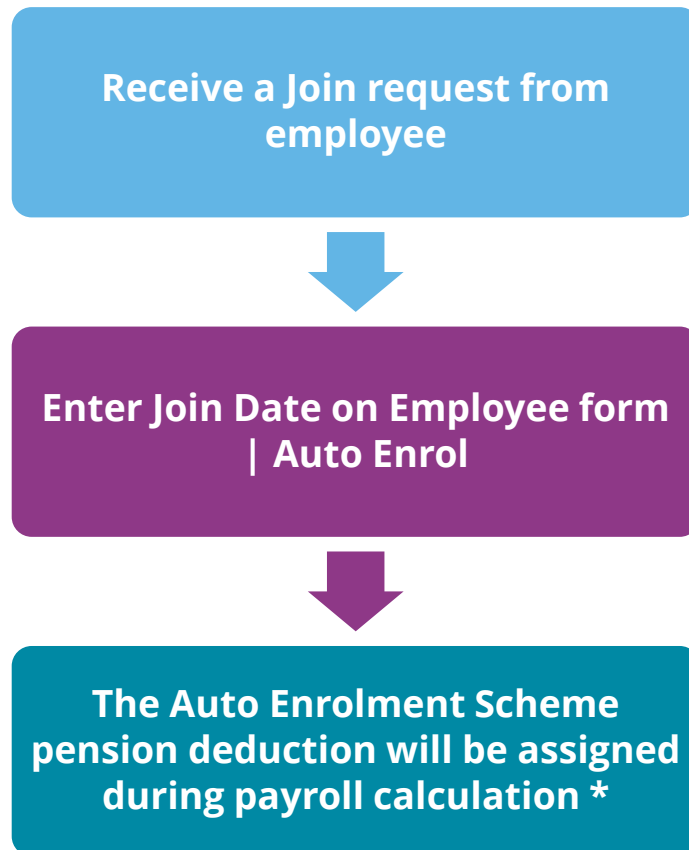 Receive a Join request from
employee
Enter Join Date on Employee form
| Auto Enrol
The Auto Enrolment Scheme
pension deduction will be assigned
during payroll calculation *